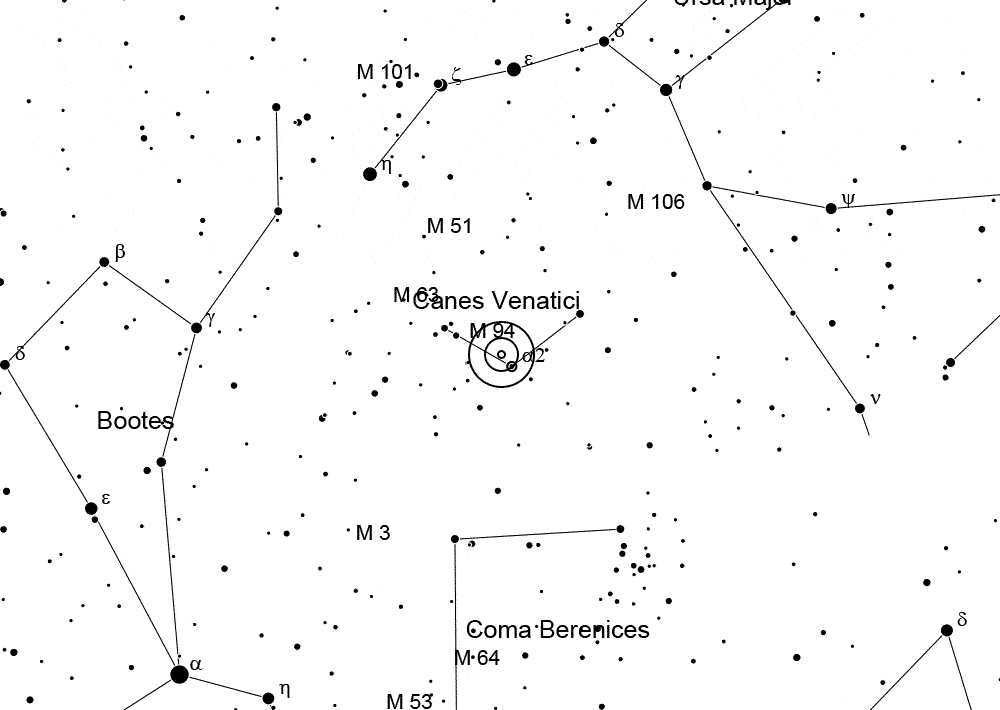 Ursa Major
δ
ε
M 101
ζ
γ
η
M 106
ψ
M 51
β
M 63
Canes Venatici
γ
M 94
α2
δ
ν
Bootes
ε
M 3
Coma Berenices
δ
M 64
α
η
M 53